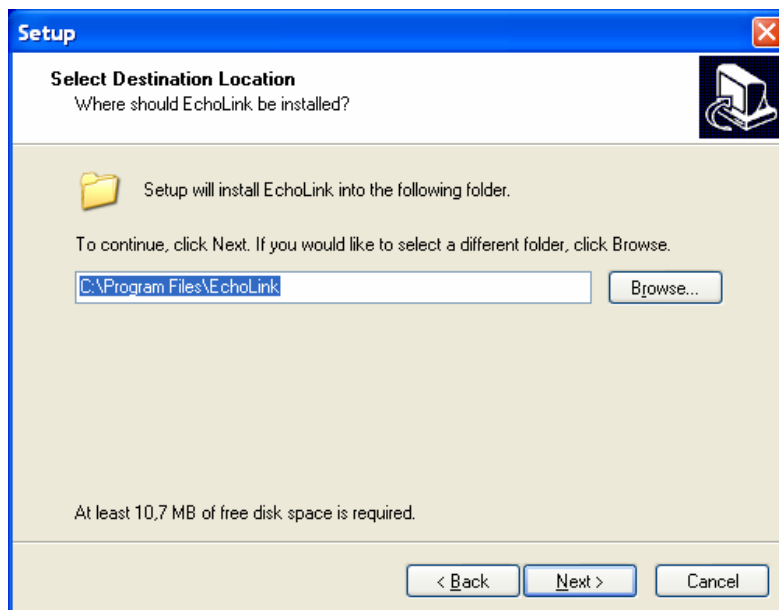 Setup
Select Destination Location
Where should EchoLink be installed?
Setup will install EchoLink into the following folder.
To continue, click Next. If you would like to select a different folder, click Browse.
C:\Program Files\EchoLink
Browse...
At least 10,7 MB of free disk space is required.
< Back
Next >
Cancel